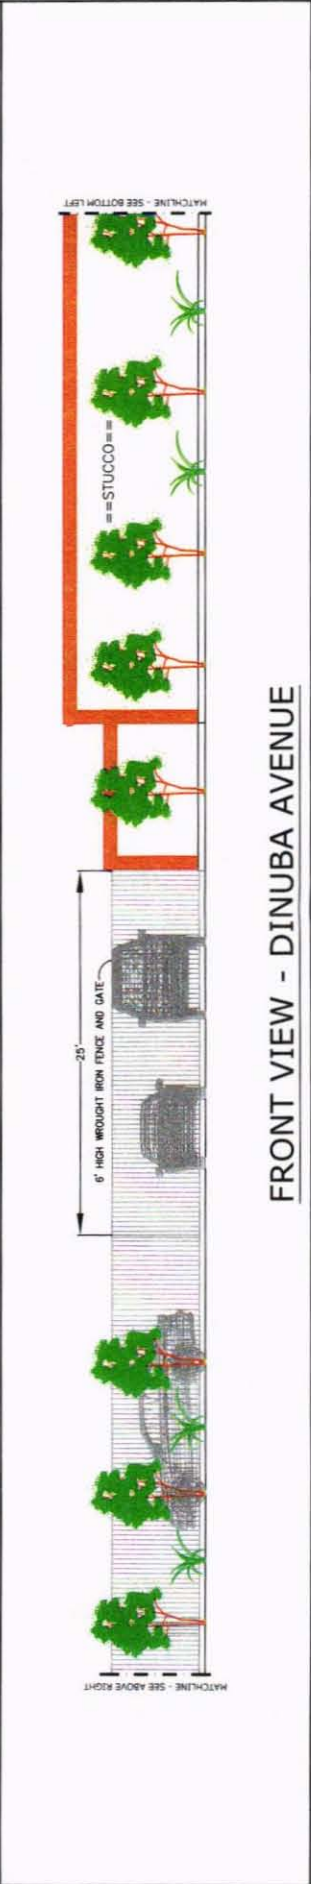 MATCHLINE - SEE ABOVE RIGHT
25'
6' HIGH WROUGHT IRON FENCE AND GATE
==STUCCO==
MATCHLINE - SEE BOTTOM LEFT
FRONT VIEW - DINUBA AVENUE